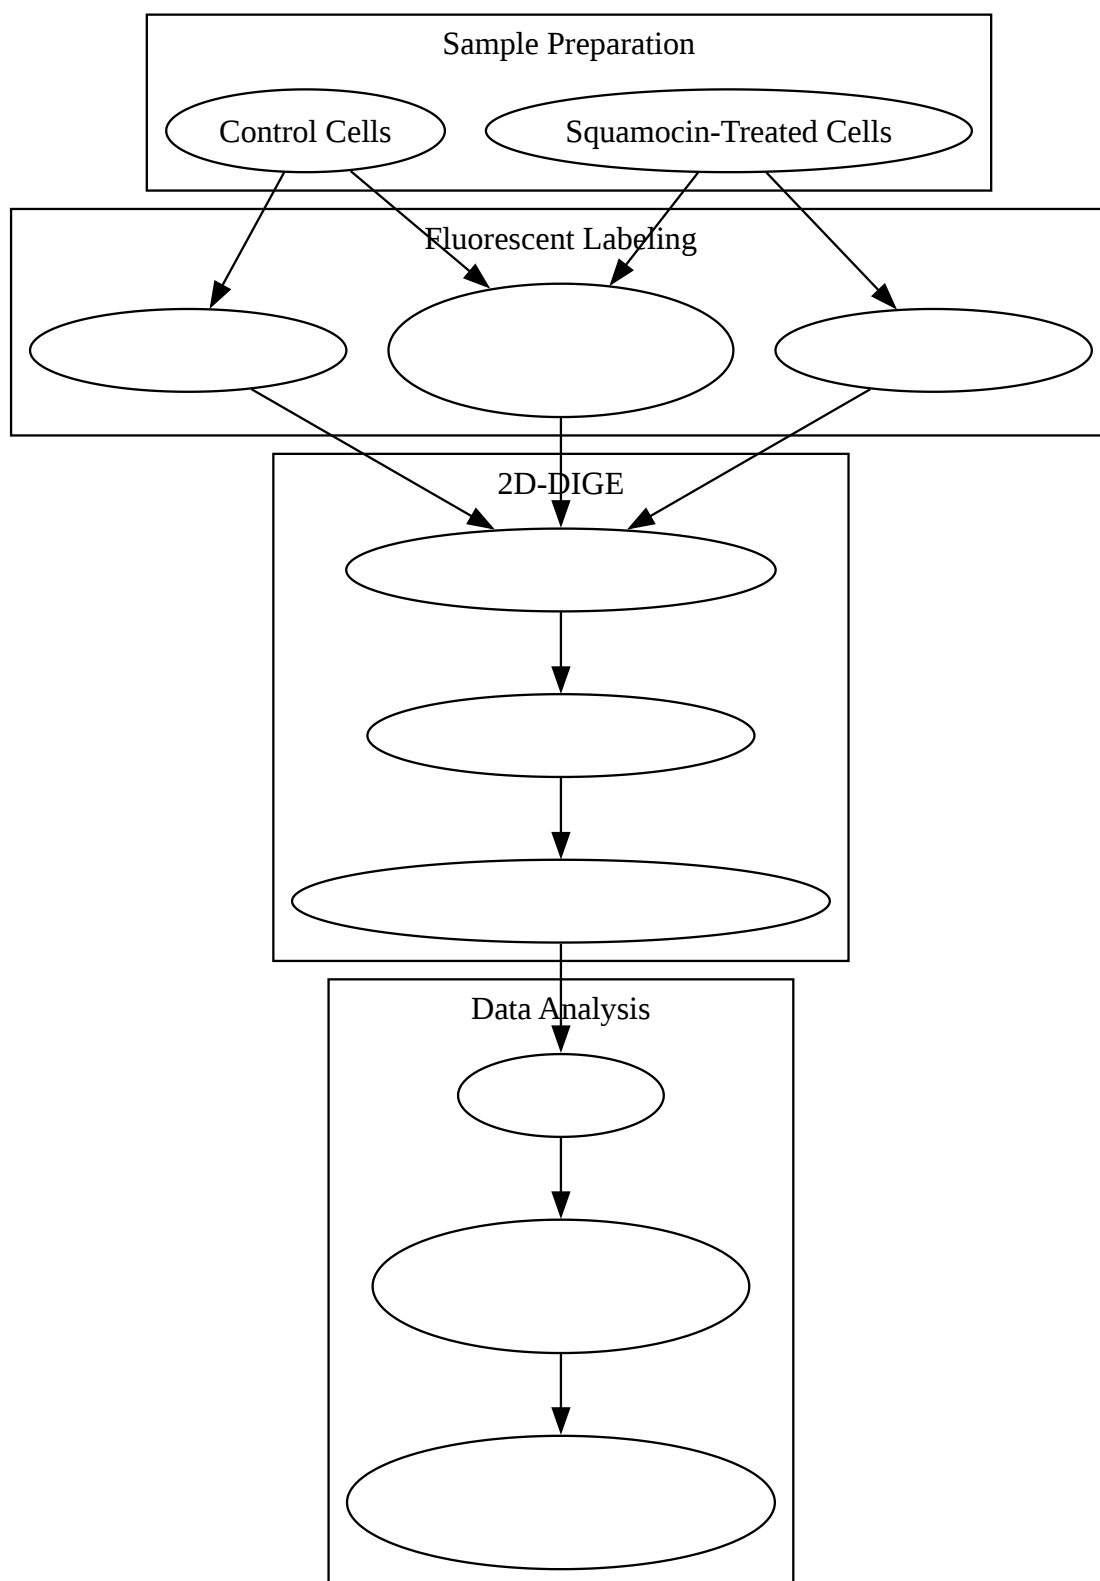 Sample Preparation
Control Cells
Squamocin-Treated Cells
Fluorescent Labeling
2D-DIGE
Data Analysis